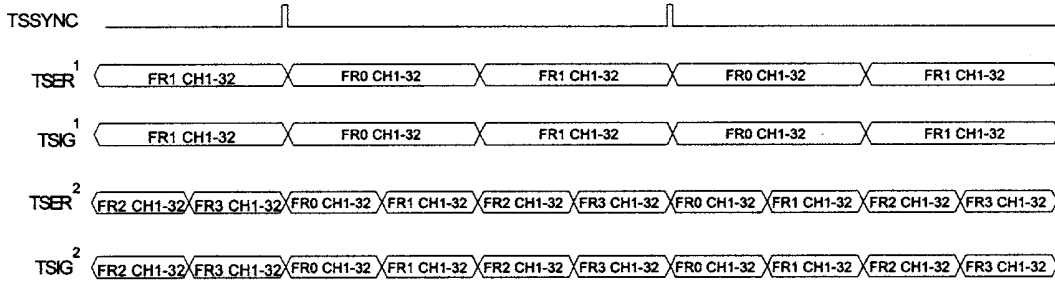 TSSYNC
TSER¹ FR1 CH1-32 FR0 CH1-32 FR1 CH1-32 FR0 CH1-32 FR1 CH1-32
TSIG¹ FR1 CH1-32 FR0 CH1-32 FR1 CH1-32 FR0 CH1-32 FR1 CH1-32
TSER² FR2 CH1-32 FR3 CH1-32 FR0 CH1-32 FR1 CH1-32 FR2 CH1-32 FR3 CH1-32 FR0 CH1-32 FR1 CH1-32 FR2 CH1-32 FR3 CH1-32
TSIG² FR2 CH1-32 FR3 CH1-32 FR0 CH1-32 FR1 CH1-32 FR2 CH1-32 FR3 CH1-32 FR0 CH1-32 FR1 CH1-32 FR2 CH1-32 FR3 CH1-32